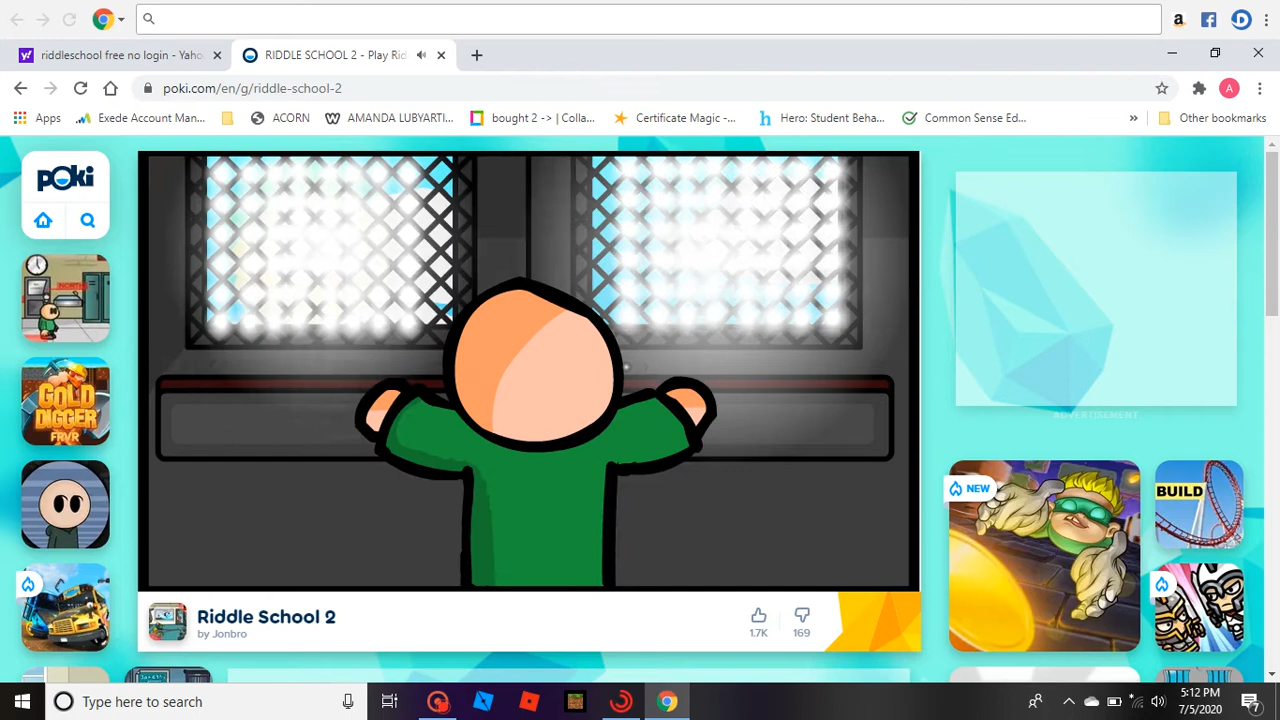 riddleschool free no login - Yaho
RIDDLE SCHOOL 2 - Play Rid
poki.com/en/g/riddle-school-2
A
Apps
Exede Account Man...
ACORN
AMANDA LUBYARTI...
bought 2 -> | Colla...
Certificate Magic -...
Hero: Student Beha...
Common Sense Ed...
»
Other bookmarks
POKI
NORTH
GOLD
DIGGER
FRVR
ADVERTISEMENT
NEW
BUILD
Riddle School 2
by Jonbro
1.7K
169
Type here to search
5:12 PM
7/5/2020
7